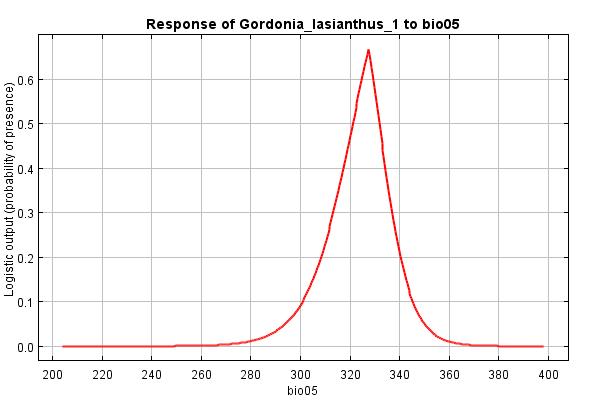 Response of Gordonia_lasianthus_1 to bio05
Logistic output (probability of presence)
0.6
0.5
0.4
0.3
0.2
0.1
0.0
200 220 240 260 280 300 320 340 360 380 400
bio05